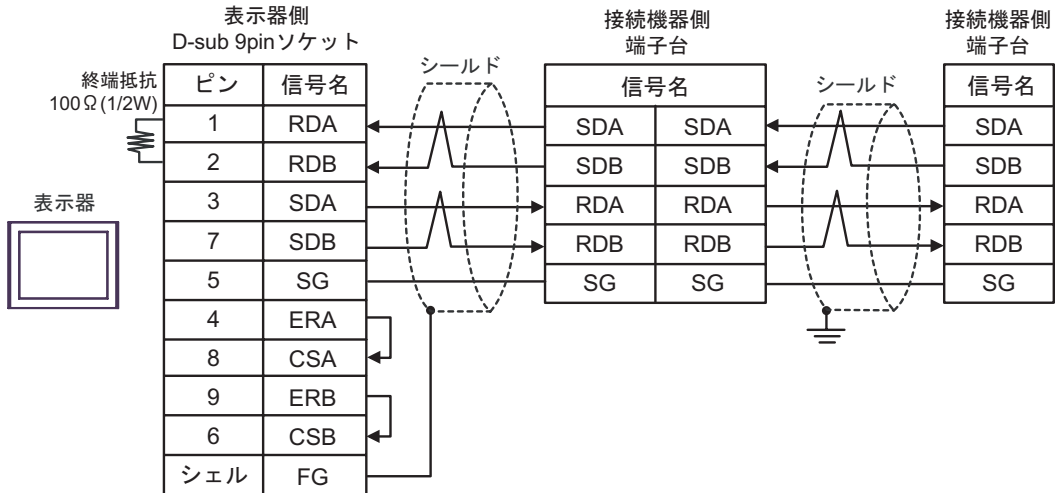 表示器側
D-sub 9pinソケット
接続機器側
端子台
接続機器側
端子台
終端抵抗
100Ω(1/2W)
シールド
シールド
表示器
ピン 信号名
1 RDA
2 RDB
3 SDA
7 SDB
5 SG
4 ERA
8 CSA
9 ERB
6 CSB
シェル FG
信号名
SDA SDA
SDB SDB
RDA RDA
RDB RDB
SG SG
信号名
SDA
SDB
RDA
RDB
SG